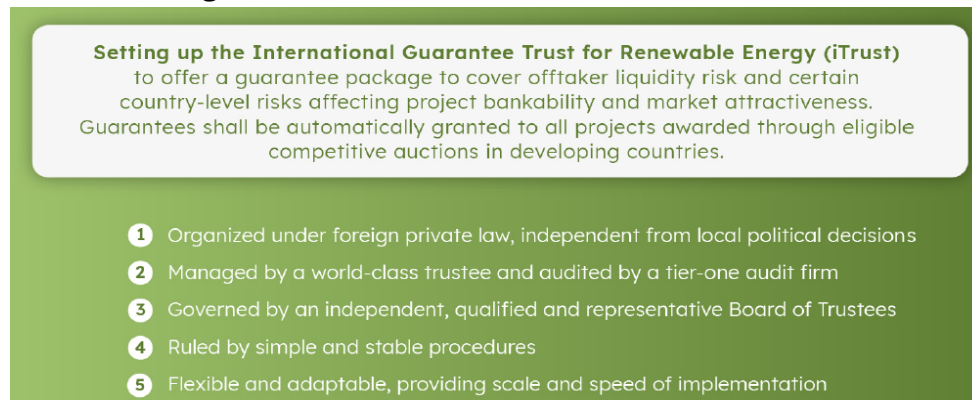 Setting up the International Guarantee Trust for Renewable Energy (iTrust)
to offer a guarantee package to cover offtaker liquidity risk and certain
country-level risks affecting project bankability and market attractiveness.
Guarantees shall be automatically granted to all projects awarded through eligible
competitive auctions in developing countries.
1 Organized under foreign private law, independent from local political decisions
2 Managed by a world-class trustee and audited by a tier-one audit firm
3 Governed by an independent, qualified and representative Board of Trustees
4 Ruled by simple and stable procedures
5 Flexible and adaptable, providing scale and speed of implementation